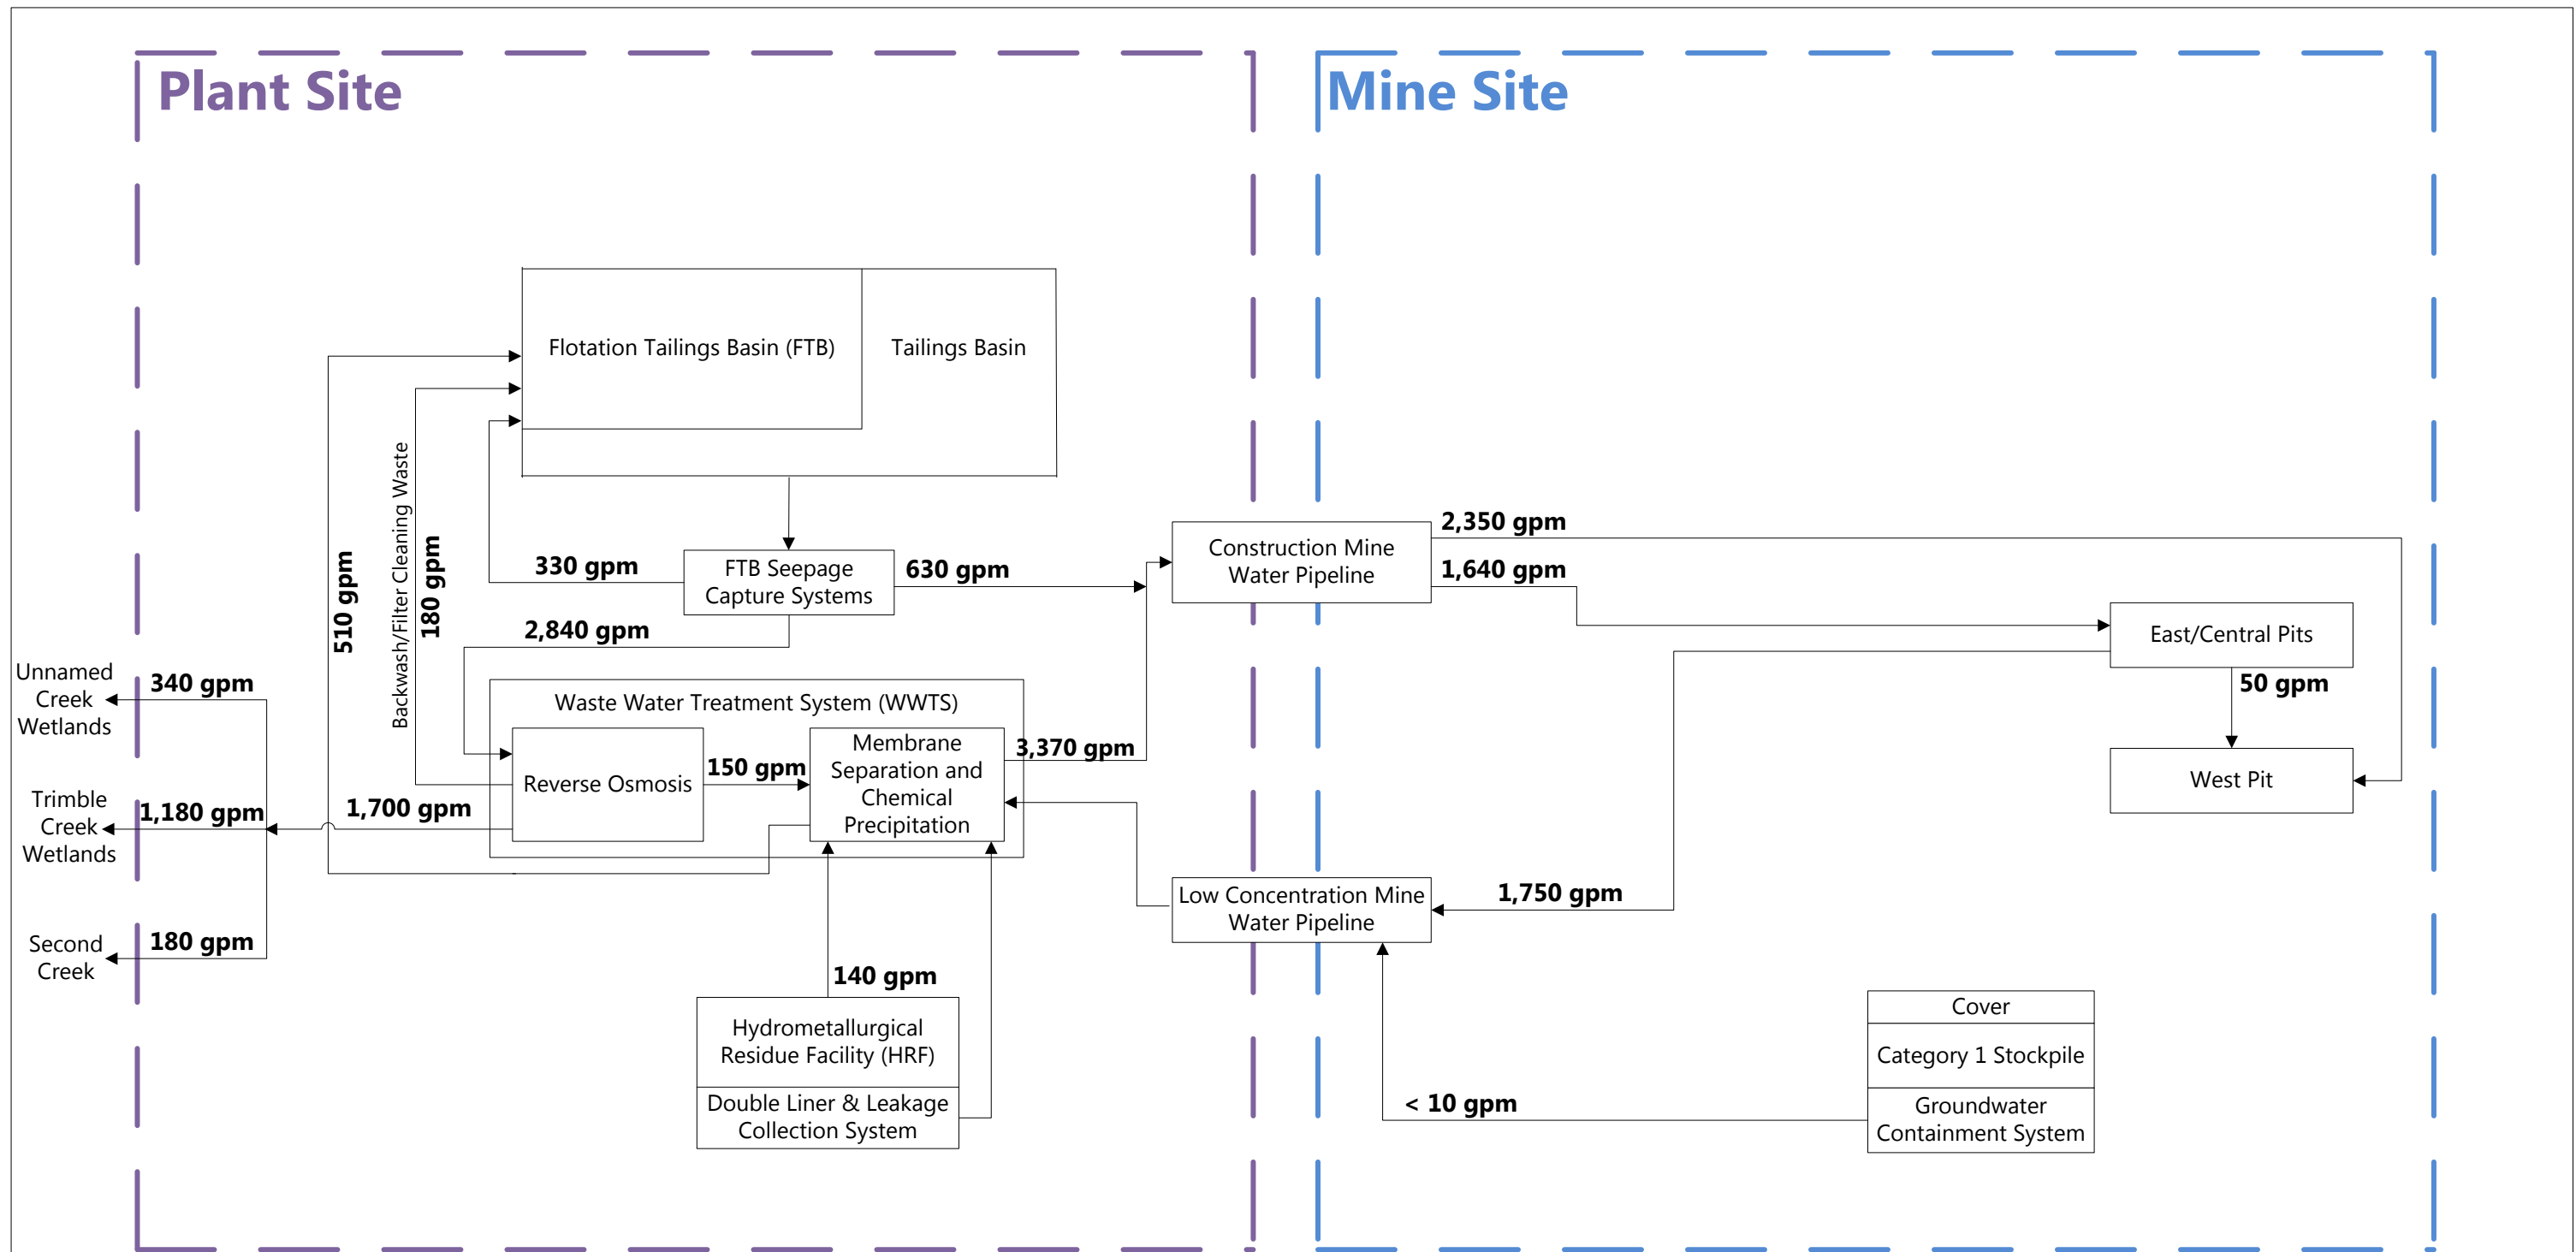 Plant Site
Mine Site
Flotation Tailings Basin (FTB)
Tailings Basin
Backwash/Filter Cleaning Waste
180 gpm
510 gpm
330 gpm
FTB Seepage
Capture Systems
630 gpm
2,840 gpm
Construction Mine
Water Pipeline
2,350 gpm
1,640 gpm
East/Central Pits
50 gpm
West Pit
Unnamed
Creek
Wetlands
340 gpm
Trimble
Creek
Wetlands
1,180 gpm
1,700 gpm
Second
Creek
180 gpm
Waste Water Treatment System (WWTS)
Reverse Osmosis
150 gpm
Membrane
Separation and
Chemical
Precipitation
3,370 gpm
Low Concentration Mine
Water Pipeline
1,750 gpm
140 gpm
Hydrometallurgical
Residue Facility (HRF)
Double Liner & Leakage
Collection System
< 10 gpm
Cover
Category 1 Stockpile
Groundwater
Containment System